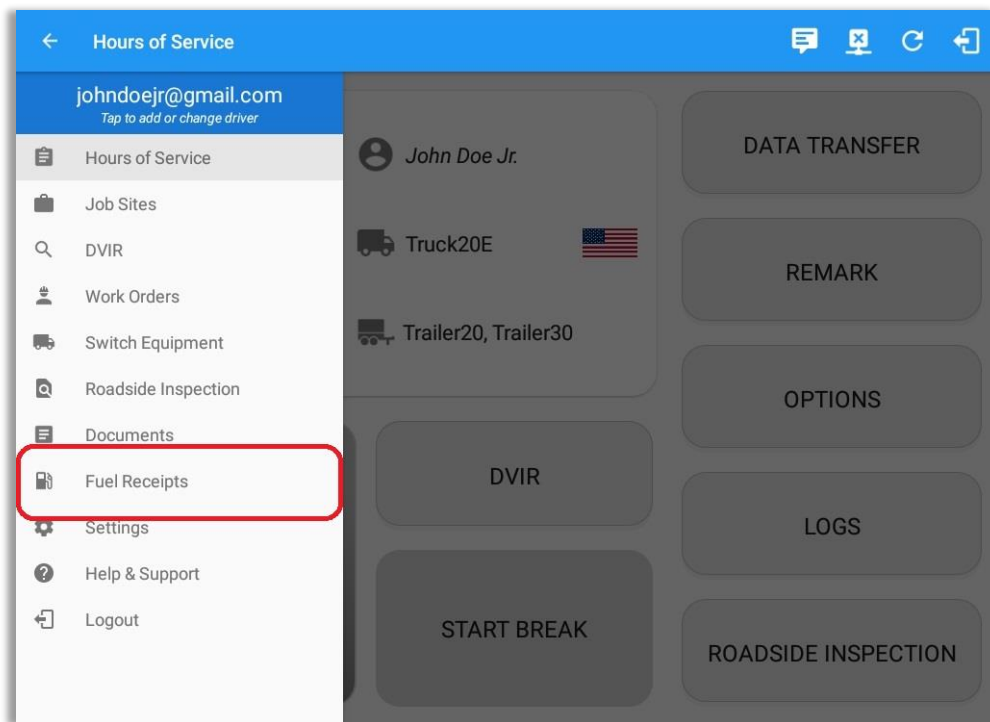 Hours of Service
johndoejr@gmail.com
Tap to add or change driver
Hours of Service
Job Sites
DVIR
Work Orders
Switch Equipment
Roadside Inspection
Documents
Fuel Receipts
Settings
Help & Support
Logout
John Doe Jr.
Truck20E
Trailer20, Trailer30
DVIR
START BREAK
DATA TRANSFER
REMARK
OPTIONS
LOGS
ROADSIDE INSPECTION